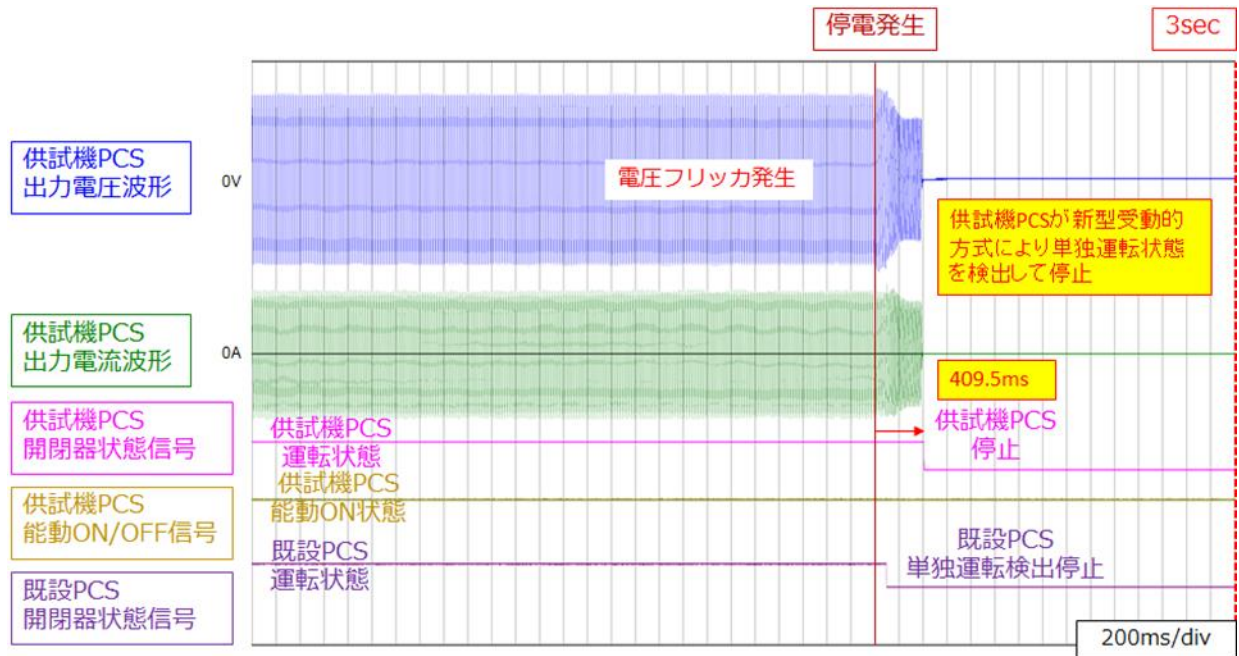 停電発生
3sec
供試機PCS
出力電圧波形
0V
電圧フリッカ発生
供試機PCSが新型受動的
方式により単独運転状態
を検出して停止
供試機PCS
出力電流波形
0A
409.5ms
供試機PCS
開閉器状態信号
供試機PCS
運転状態
供試機PCS
停止
供試機PCS
能動ON/OFF信号
供試機PCS
能動ON状態
既設PCS
開閉器状態信号
既設PCS
運転状態
既設PCS
単独運転検出停止
200ms/div